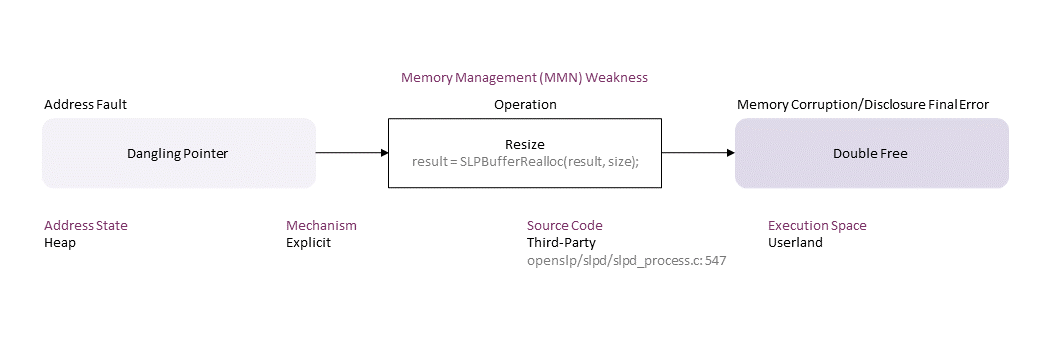 Memory Management (MMN) Weakness
Address Fault
Operation
Memory Corruption/Disclosure Final Error
Dangling Pointer
Resize
result = SLPBufferRealloc(result, size);
Double Free
Address State
Heap
Mechanism
Explicit
Source Code
Third-Party
openslp/slpd/slpd_process.c: 547
Execution Space
Userland